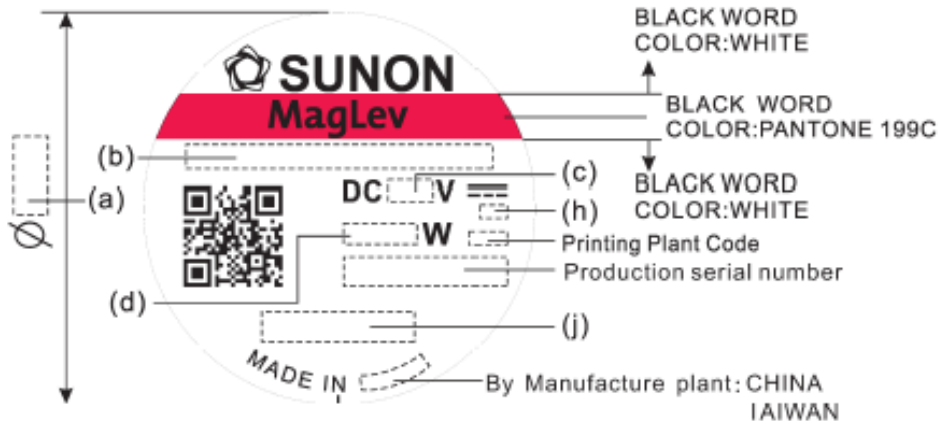 BLACK WORD
COLOR:WHITE
SUNON
MagLev
BLACK WORD
COLOR:PANTONE 199C
(b)
(c)
DC V
BLACK WORD
COLOR:WHITE
(a)
(h)
Ø
W
Printing Plant Code
Production serial number
(d)
(j)
MADE IN
By Manufacture plant: CHINA
IAIWAN